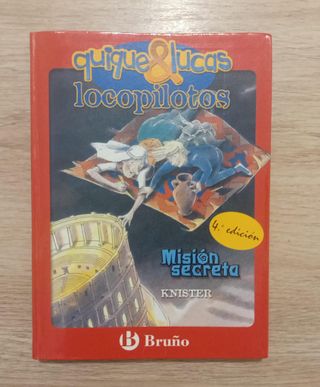 quique&lucas
locopilotos
4.ª edición
Misión
secreta
KNISTER
B Bruño